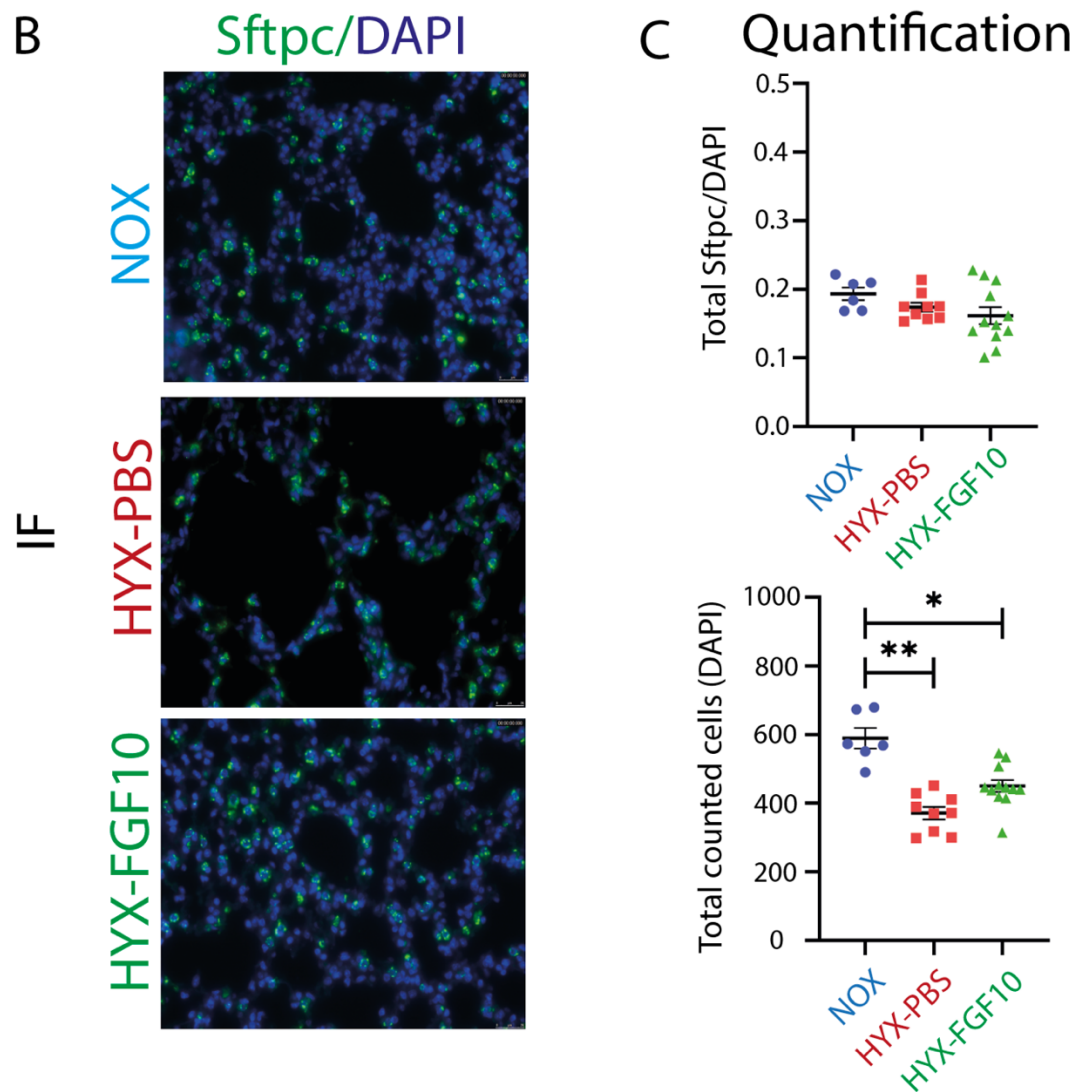 B
Sftpc/DAPI
IF
NOX
HYX-PBS
HYX-FGF10
C
Quantification
Total Sftpc/DAPI
0.5
0.4
0.3
0.2
0.1
0.0
NOX
HYX-PBS
HYX-FGF10
Total counted cells (DAPI)
1000
800
600
400
200
0
*
**
NOX
HYX-PBS
HYX-FGF10